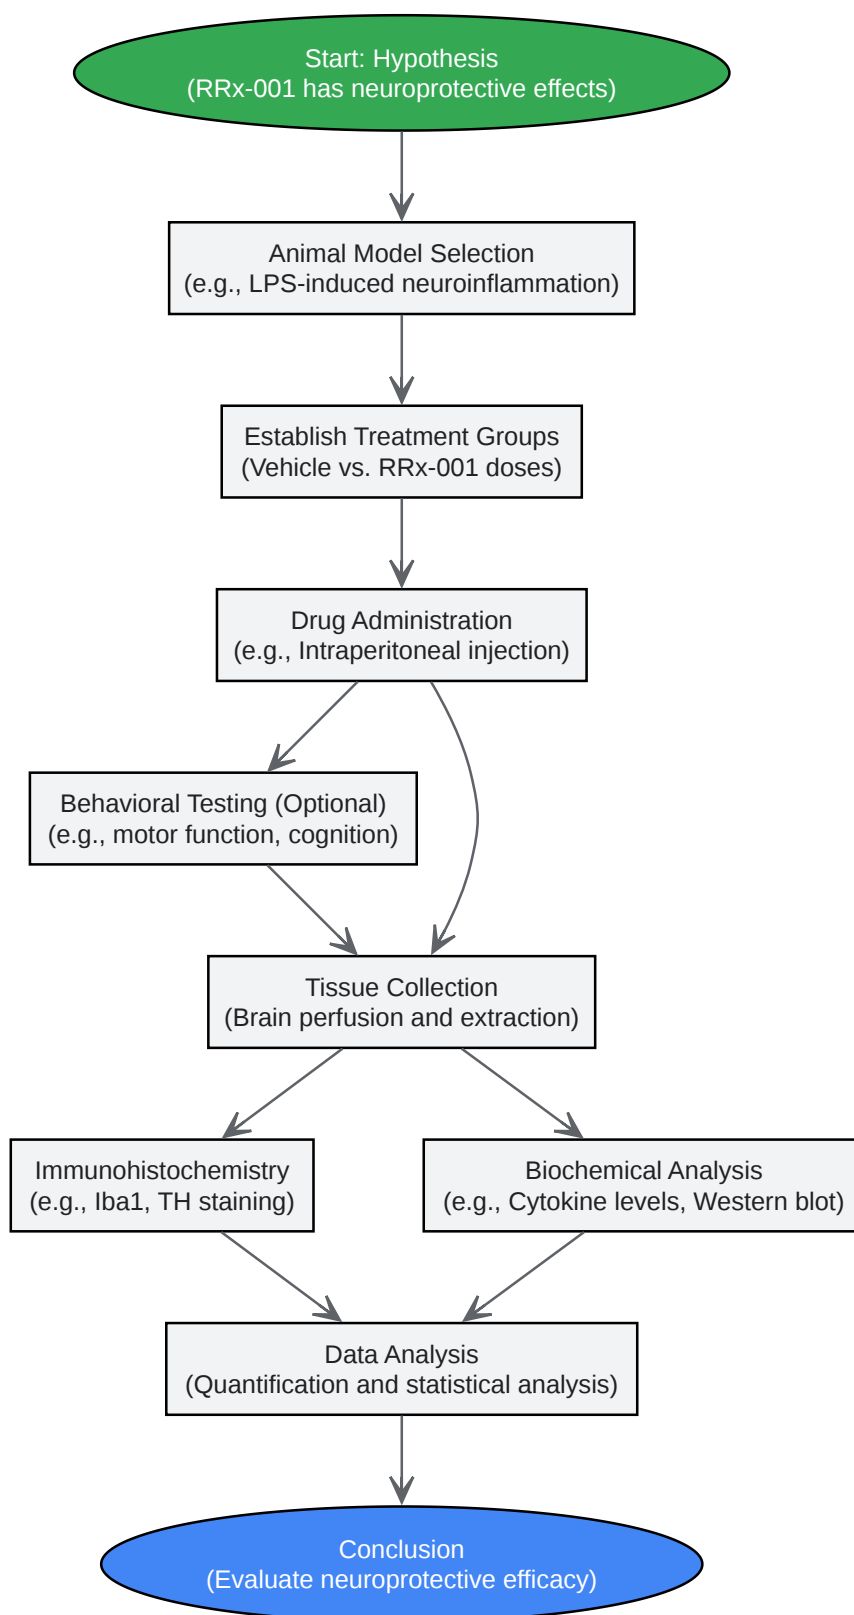 Start: Hypothesis
(RRx-001 has neuroprotective effects)
Animal Model Selection
(e.g., LPS-induced neuroinflammation)
Establish Treatment Groups
(Vehicle vs. RRx-001 doses)
Drug Administration
(e.g., Intraperitoneal injection)
Behavioral Testing (Optional)
(e.g., motor function, cognition)
Tissue Collection
(Brain perfusion and extraction)
Immunohistochemistry
(e.g., Iba1, TH staining)
Biochemical Analysis
(e.g., Cytokine levels, Western blot)
Data Analysis
(Quantification and statistical analysis)
Conclusion
(Evaluate neuroprotective efficacy)